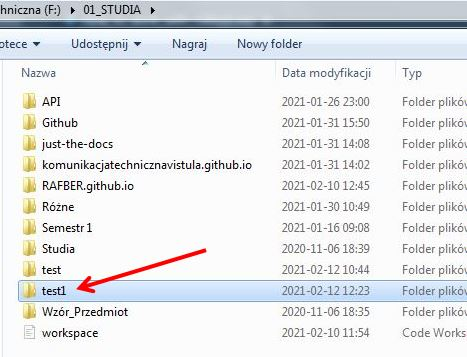 chniczna (F:) ▸ 01_STUDIA ▸
otece Udostępnij Nagraj Nowy folder
Nazwa Data modyfikacji Typ
API 2021-01-26 23:00 Folder plików
Github 2021-01-31 15:50 Folder plików
just-the-docs 2021-01-31 14:08 Folder plików
komunikacjatechnicznavistula.github.io 2021-01-31 14:02 Folder plików
RAFBER.github.io 2021-02-10 12:45 Folder plików
Różne 2021-01-30 10:49 Folder plików
Semestr 1 2021-01-16 09:08 Folder plików
Studia 2020-11-06 18:39 Folder plików
test 2021-02-12 10:44 Folder plików
test1 2021-02-12 12:23 Folder plików
Wzór_Przedmiot 2020-11-06 18:35 Folder plików
workspace 2021-02-10 11:54 Code Works